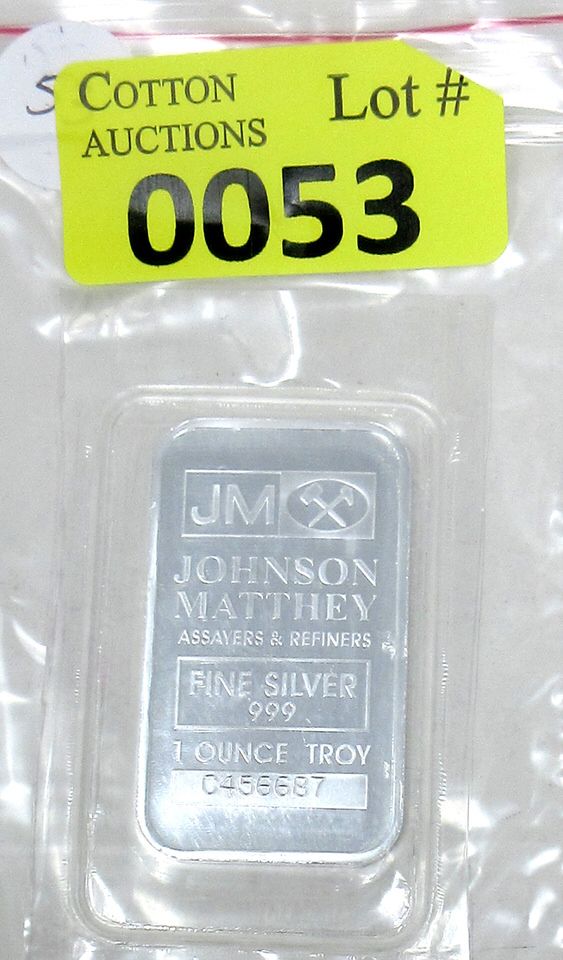 COTTON
AUCTIONS
Lot #
0053
JM
JOHNSON
MATTHEY
ASSAYERS & REFINERS
FINE SILVER
999
1 OUNCE TROY
C456687